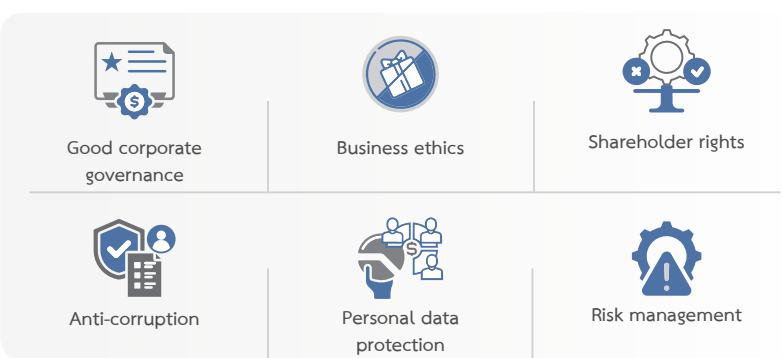 Good corporate
governance
Business ethics
Shareholder rights
Anti-corruption
Personal data
protection
Risk management